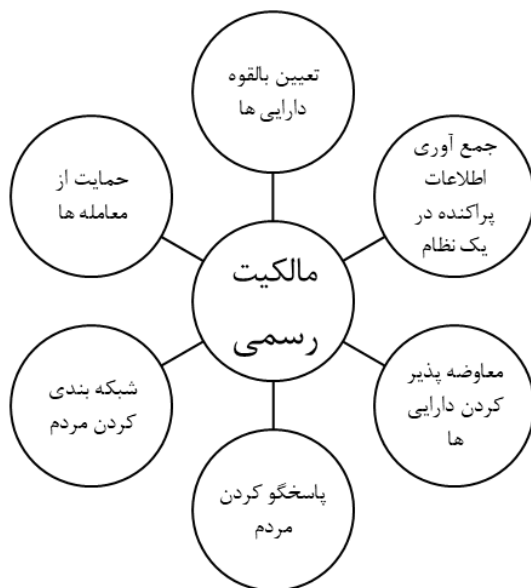 تعیین بالقوه
دارایی ها
جمع آوری
اطلاعات
پراکنده در
یک نظام
معاوضه پذیر
کردن دارایی
ها
پاسخگو کردن
مردم
شبکه بندی
کردن مردم
حمایت از
معامله ها
مالکیت
رسمی